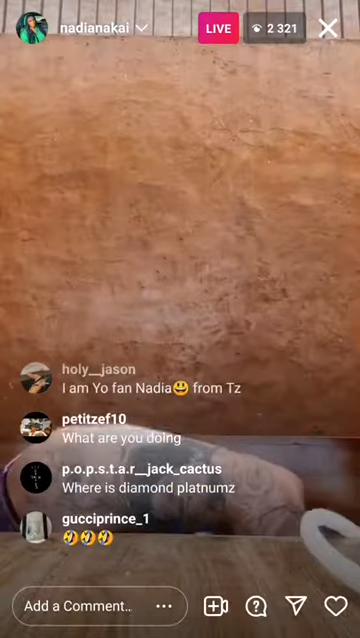 nadianakai
LIVE
2 321
holy__jason
I am Yo fan Nadia😃 from Tz
petitzef10
What are you doing
p.o.p.s.t.a.r__jack_cactus
Where is diamond platnumz
gucciprince_1
🤣🤣🤣
Add a Comment...